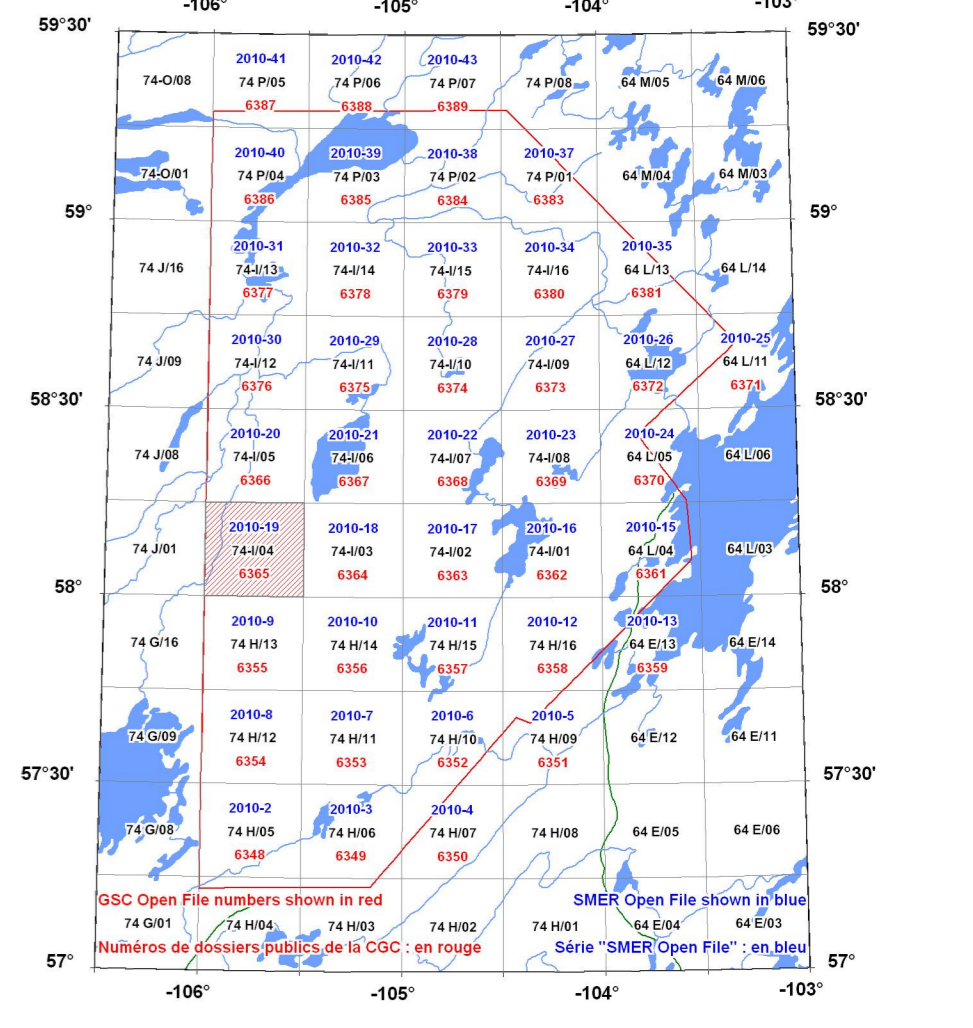 -106° -105° -104° -103°
59°30' 59°30'
2010-41 2010-42 2010-43
74-O/08 74 P/05 74 P/06 74 P/07 74 P/08 64 M/05 64 M/06
6387 6388 6389
2010-40 2010-39 2010-38 2010-37
74-O/01 74 P/04 74 P/03 74 P/02 74 P/01 64 M/04 64 M/03
6386 6385 6384 6383
59° 59°
2010-31 2010-32 2010-33 2010-34 2010-35
74 J/16 74-I/13 74-I/14 74-I/15 74-I/16 64 L/13 64 L/14
6377 6378 6379 6380 6381
2010-30 2010-29 2010-28 2010-27 2010-26 2010-25
74 J/09 74-I/12 74-I/11 74-I/10 74-I/09 64 L/12 64 L/11
6376 6375 6374 6373 6372 6371
58°30' 58°30'
2010-20 2010-21 2010-22 2010-23 2010-24
74 J/08 74-I/05 74-I/06 74-I/07 74-I/08 64 L/05 64 L/06
6366 6367 6368 6369 6370
2010-19 2010-18 2010-17 2010-16 2010-15
74 J/01 74-I/04 74-I/03 74-I/02 74-I/01 64 L/04 64 L/03
6365 6364 6363 6362 6361
58° 58°
2010-9 2010-10 2010-11 2010-12 2010-13
74 G/16 74 H/13 74 H/14 74 H/15 74 H/16 64 E/13 64 E/14
6355 6356 6357 6358 6359
2010-8 2010-7 2010-6 2010-5
74 G/09 74 H/12 74 H/11 74 H/10 74 H/09 64 E/12 64 E/11
6354 6353 6352 6351
57°30' 57°30'
2010-2 2010-3 2010-4
74 G/08 74 H/05 74 H/06 74 H/07 74 H/08 64 E/05 64 E/06
6348 6349 6350
GSC Open File numbers shown in red SMER Open File shown in blue
74 G/01 74 H/04 74 H/03 74 H/02 74 H/01 64 E/04 64 E/03
Numéros de dossiers publics de la CGC : en rouge Série "SMER Open File" : en bleu
57° 57°
-106° -105° -104° -103°